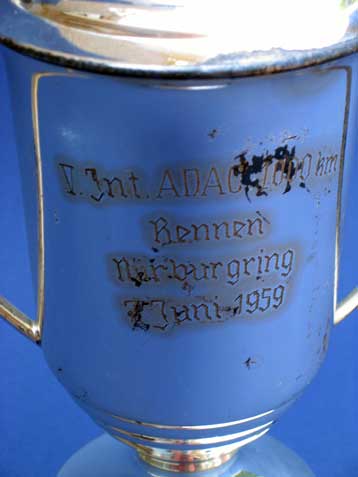 V. Int. ADAC 1000 km
Rennen
Nürburgring
7. Juni 1959